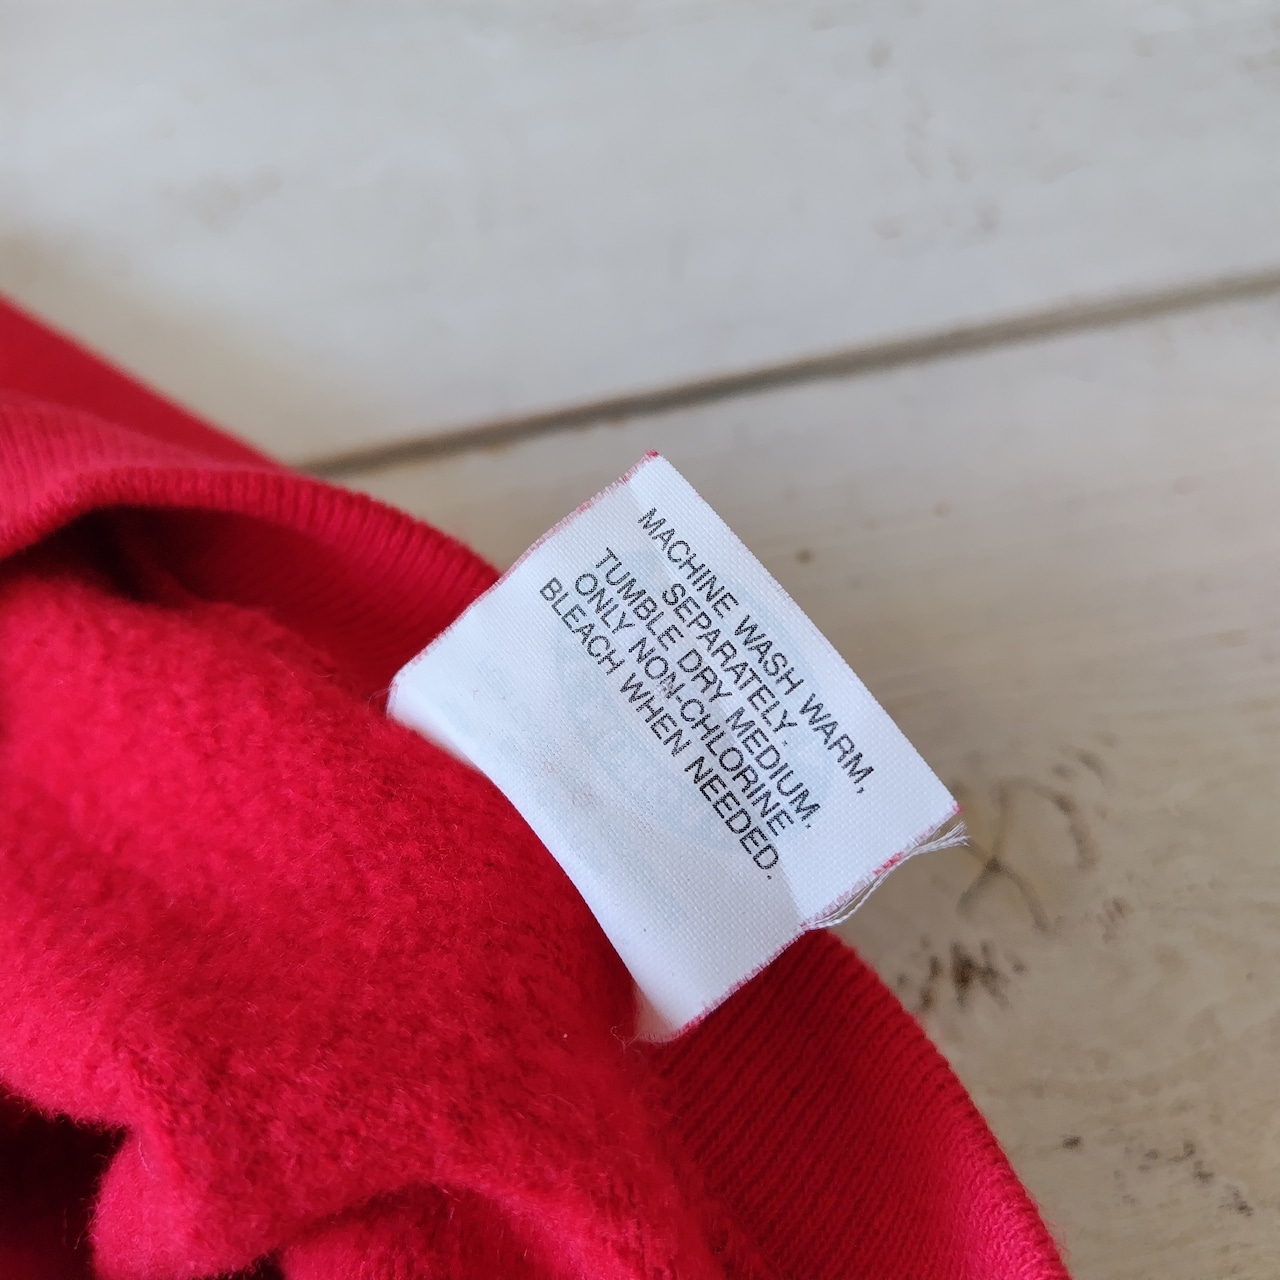 MACHINE WASH WARM,
SEPARATELY.
TUMBLE DRY MEDIUM.
ONLY NON-CHLORINE
BLEACH WHEN NEEDED.